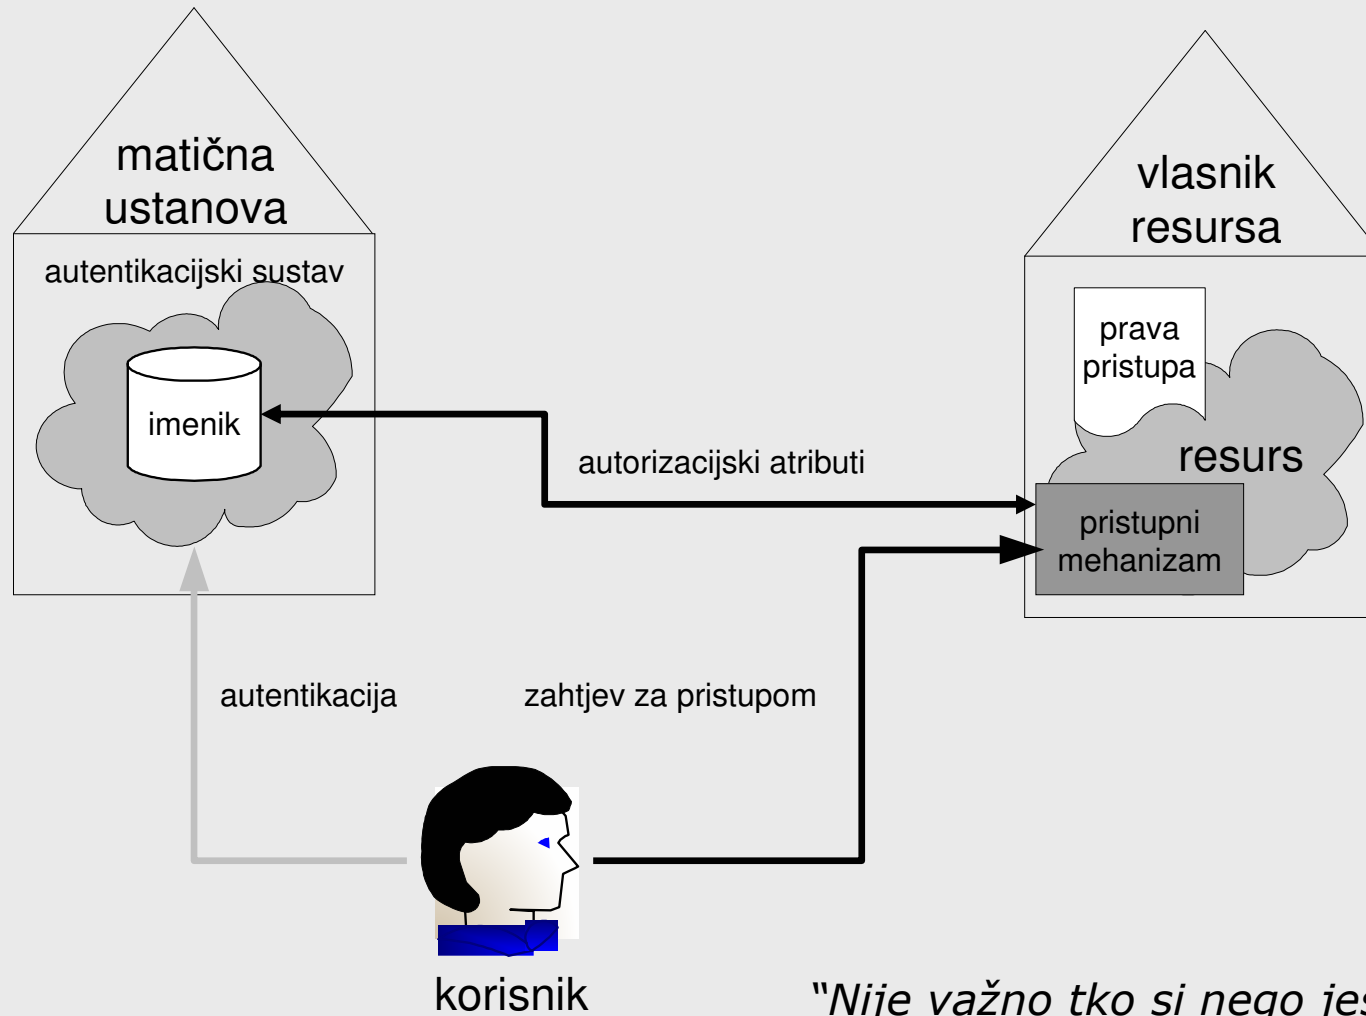 matična
ustanova
autentikacijski sustav
imenik
vlasnik
resursa
prava
pristupa
resurs
pristupni
mehanizam
autorizacijski atributi
autentikacija
zahtjev za pristupom
korisnik
“Nije važno tko si nego